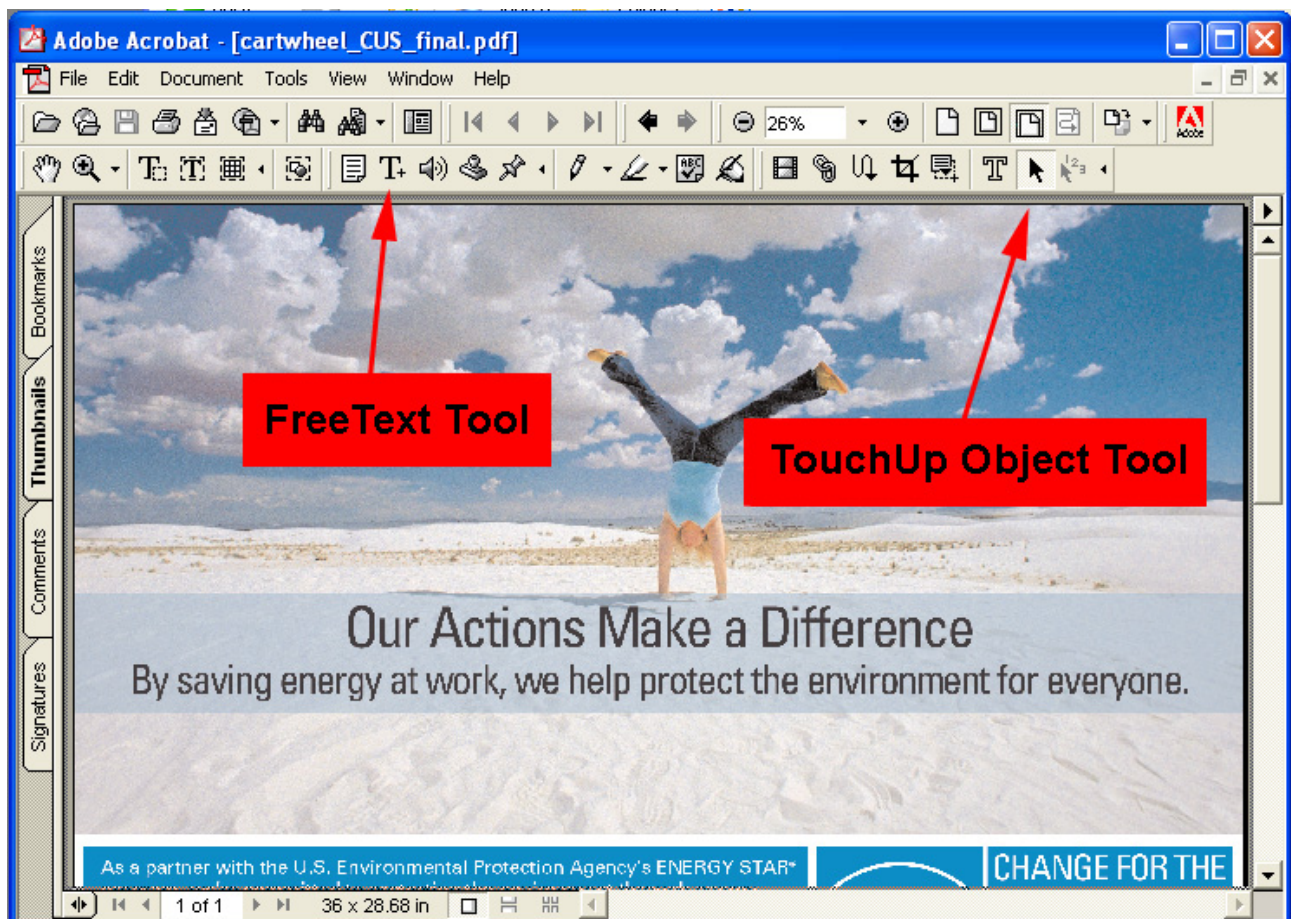 Adobe Acrobat - [cartwheel_CUS_final.pdf]
File Edit Document Tools View Window Help
26%
Adobe
Bookmarks
Thumbnails
Comments
Signatures
FreeText Tool
TouchUp Object Tool
Our Actions Make a Difference
By saving energy at work, we help protect the environment for everyone.
As a partner with the U.S. Environmental Protection Agency's ENERGY STAR®
CHANGE FOR THE
1 of 1 36 x 28.68 in